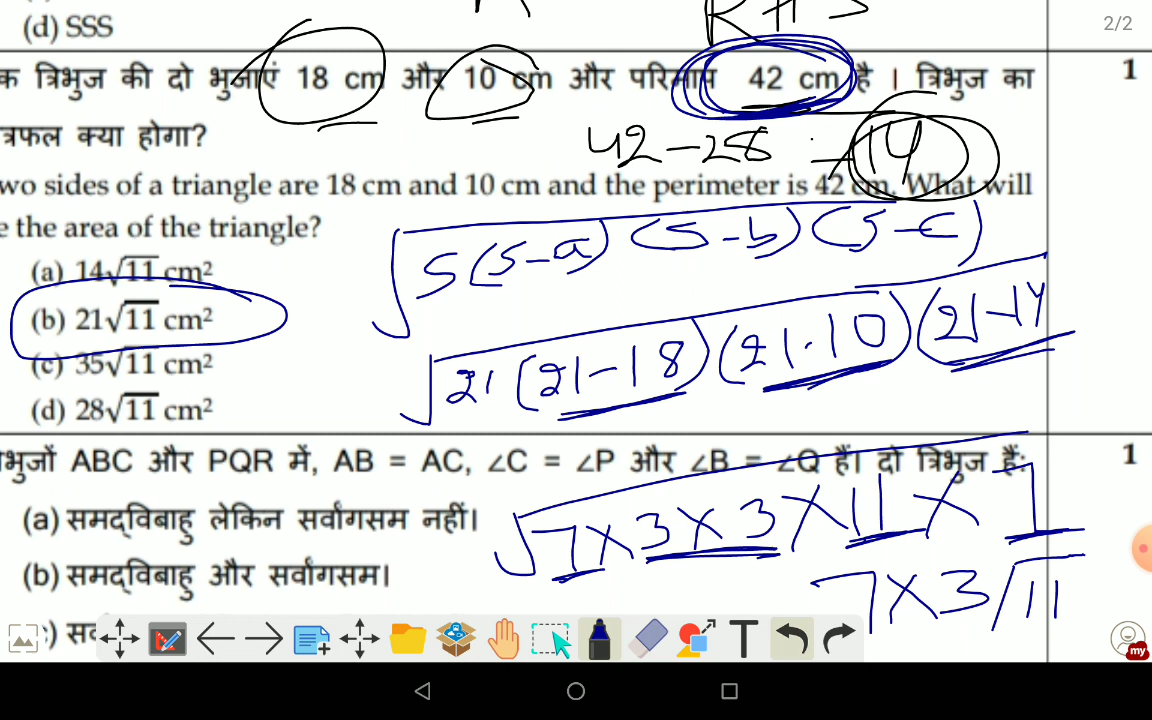 (d) SSS
2/2
क त्रिभुज की दो भुजाएं 18 cm और 10 cm और परिमाप 42 cm है । त्रिभुज का
1
त्रफल क्या होगा?
42-28 = 14
wo sides of a triangle are 18 cm and 10 cm and the perimeter is 42 cm. What will
e the area of the triangle?
√S(S-a)(S-b)(S-c)
(a) 14√11 cm²
(b) 21√11 cm²
(c) 35√11 cm²
(d) 28√11 cm²
√21(21-18)(21-10)(21-14)
भुजों ABC और PQR में, AB = AC, ∠C = ∠P और ∠B = ∠Q हैं। दो त्रिभुज हैं:
1
(a) समद्विबाहु लेकिन सर्वांगसम नहीं।
√7×3×3×11×7
(b) समद्विबाहु और सर्वांगसम।
7×3√11
T
my